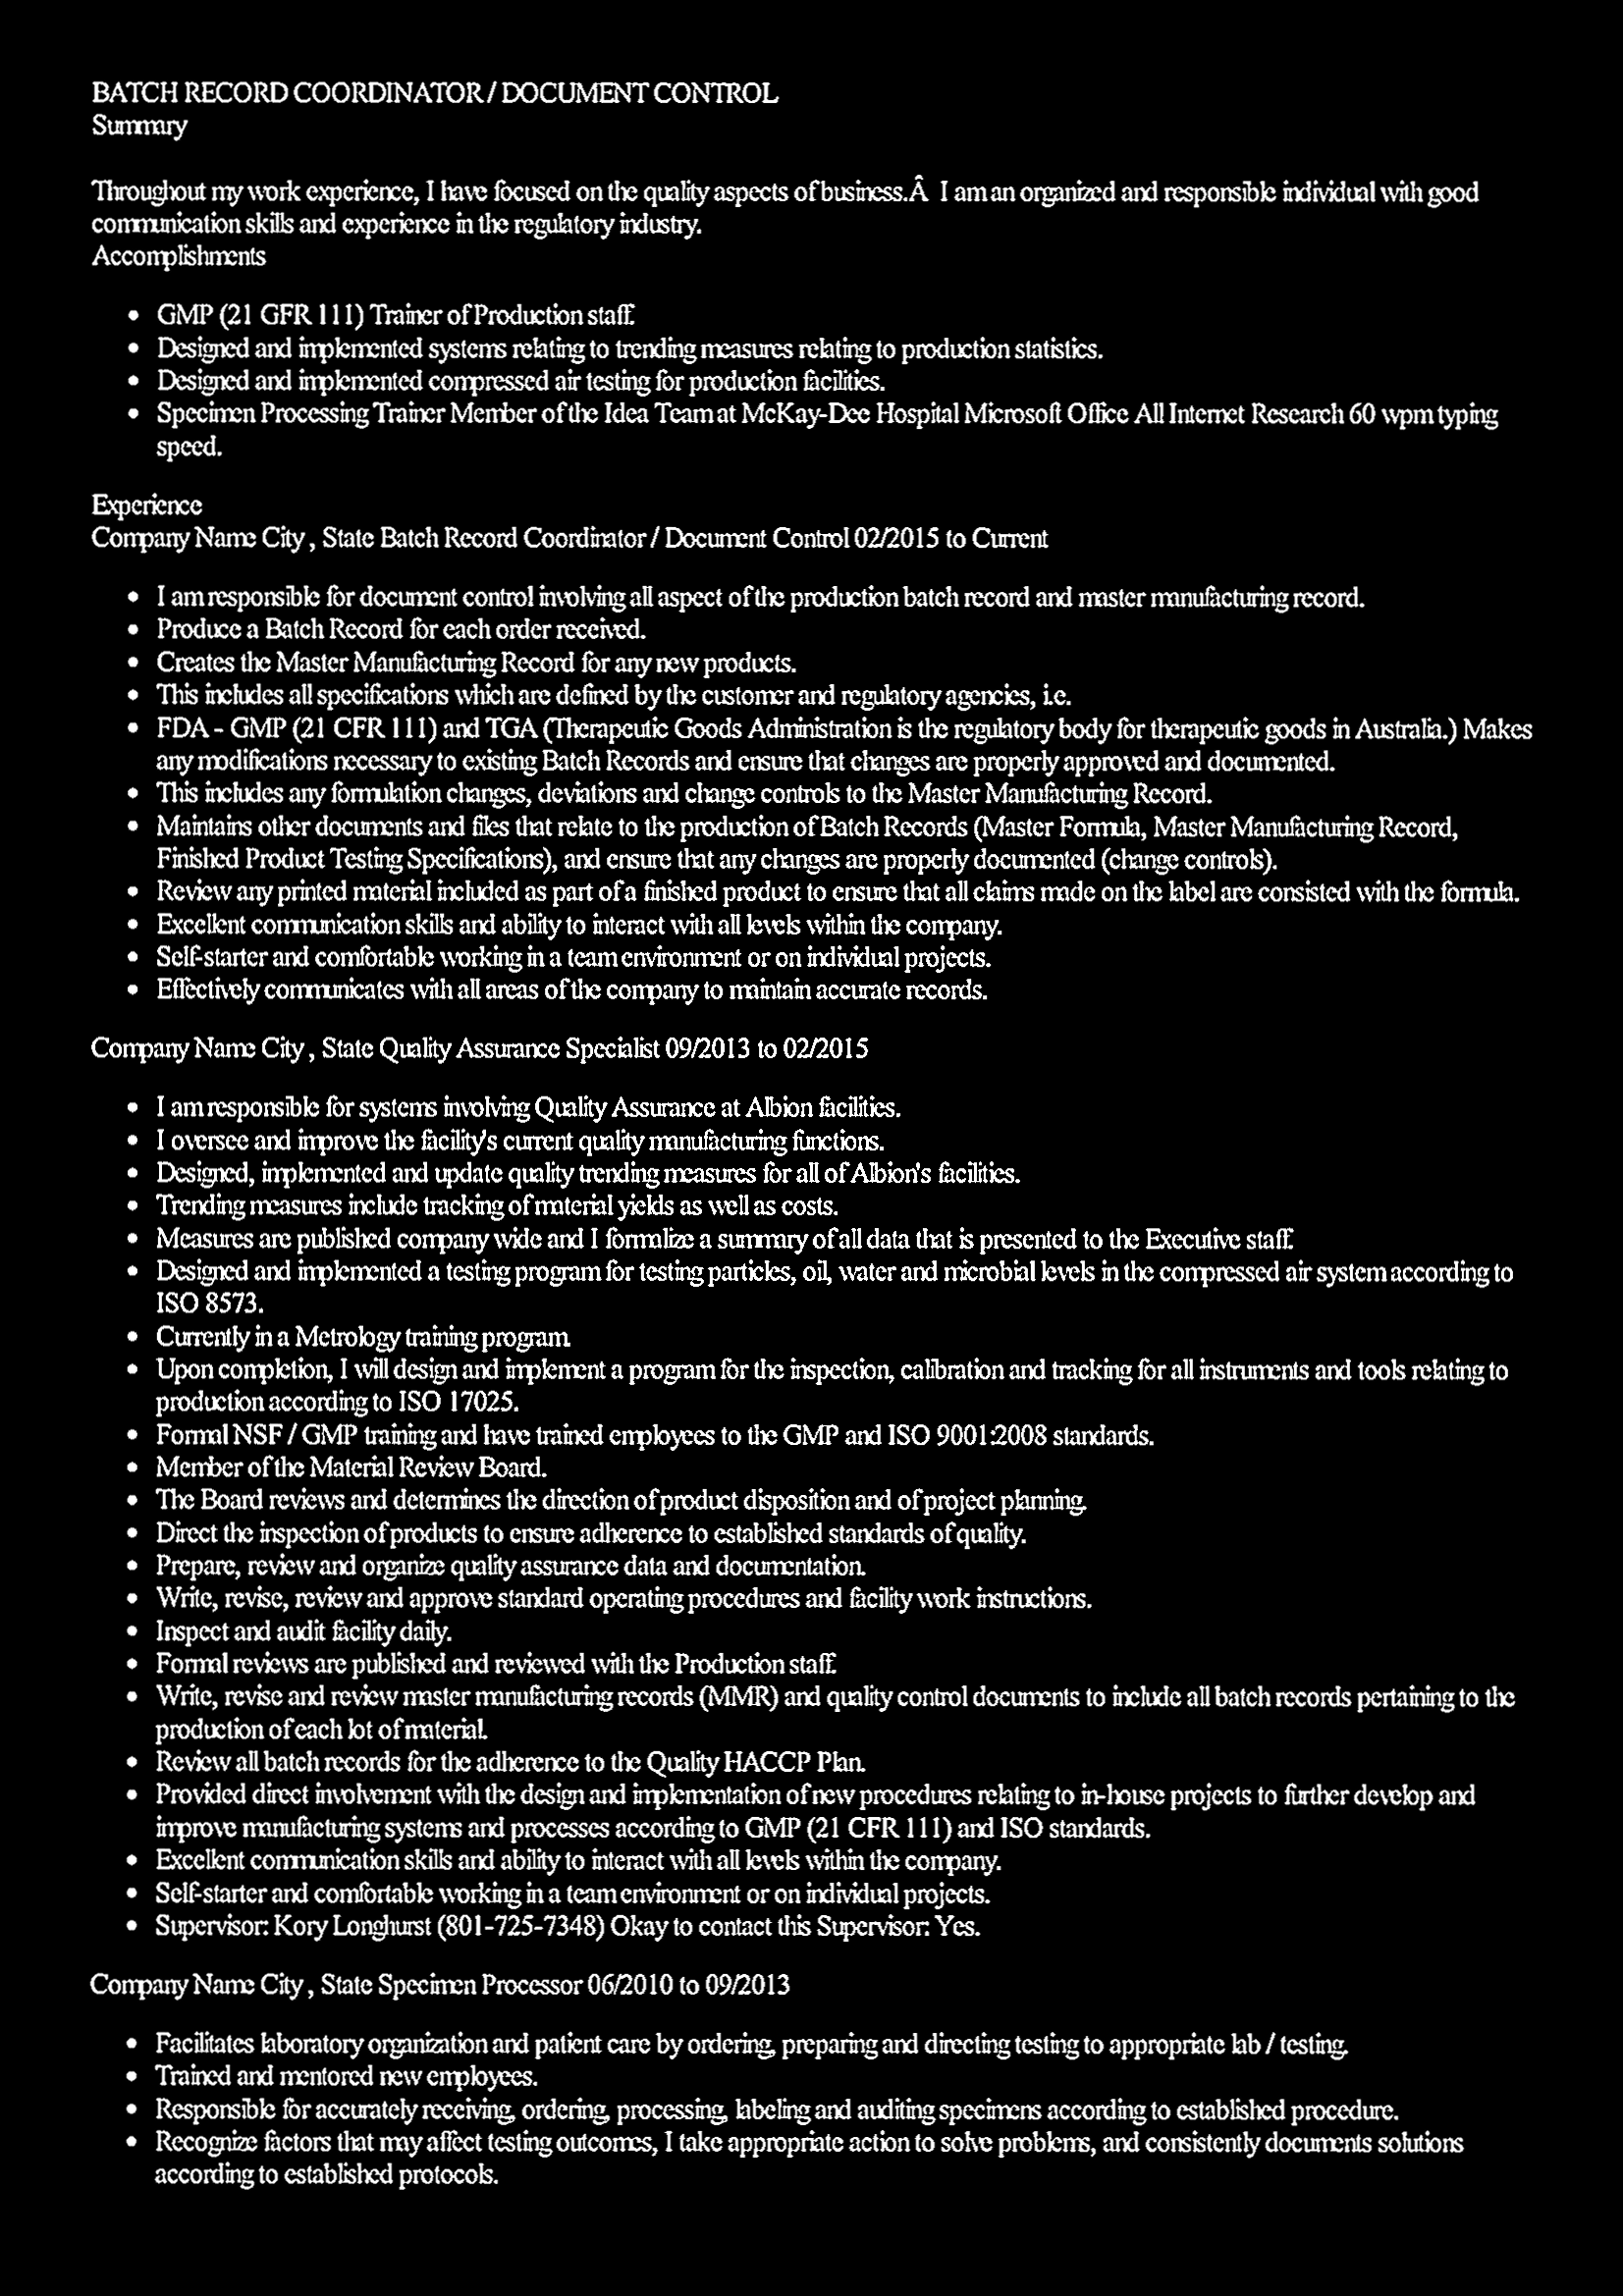 BATCH RECORD COORDINATOR / DOCUMENT CONTROL
Summary
Throughout my work experience, I have focused on the quality aspects of business.Â  I am an organized and responsible individual with good
communication skills and experience in the regulatory industry.
Accomplishments
• GMP (21 GFR 111) Trainer of Production staff.
• Designed and implemented systems relating to trending measures relating to production statistics.
• Designed and implemented compressed air testing for production facilities.
• Specimen Processing Trainer Member of the Idea Team at McKay-Dee Hospital Microsoft Office All Internet Research 60 wpm typing
speed.
Experience
Company Name City , State Batch Record Coordinator / Document Control 02/2015 to Current
• I am responsible for document control involving all aspect of the production batch record and master manufacturing record.
• Produce a Batch Record for each order received.
• Creates the Master Manufacturing Record for any new products.
• This includes all specifications which are defined by the customer and regulatory agencies, i.e.
• FDA - GMP (21 CFR 111) and TGA (Therapeutic Goods Administration is the regulatory body for therapeutic goods in Australia.) Makes
any modifications necessary to existing Batch Records and ensure that changes are properly approved and documented.
• This includes any formulation changes, deviations and change controls to the Master Manufacturing Record.
• Maintains other documents and files that relate to the production of Batch Records (Master Formula, Master Manufacturing Record,
Finished Product Testing Specifications), and ensure that any changes are properly documented (change controls).
• Review any printed material included as part of a finished product to ensure that all claims made on the label are consisted with the formula.
• Excellent communication skills and ability to interact with all levels within the company.
• Self-starter and comfortable working in a team environment or on individual projects.
• Effectively communicates with all areas of the company to maintain accurate records.
Company Name City , State Quality Assurance Specialist 09/2013 to 02/2015
• I am responsible for systems involving Quality Assurance at Albion facilities.
• I oversee and improve the facility's current quality manufacturing functions.
• Designed, implemented and update quality trending measures for all of Albion's facilities.
• Trending measures include tracking of material yields as well as costs.
• Measures are published company wide and I formalize a summary of all data that is presented to the Executive staff.
• Designed and implemented a testing program for testing particles, oil, water and microbial levels in the compressed air system according to
ISO 8573.
• Currently in a Metrology training program.
• Upon completion, I will design and implement a program for the inspection, calibration and tracking for all instruments and tools relating to
production according to ISO 17025.
• Formal NSF / GMP training and have trained employees to the GMP and ISO 9001:2008 standards.
• Member of the Material Review Board.
• The Board reviews and determines the direction of product disposition and of project planning.
• Direct the inspection of products to ensure adherence to established standards of quality.
• Prepare, review and organize quality assurance data and documentation.
• Write, revise, review and approve standard operating procedures and facility work instructions.
• Inspect and audit facility daily.
• Formal reviews are published and reviewed with the Production staff.
• Write, revise and review master manufacturing records (MMR) and quality control documents to include all batch records pertaining to the
production of each lot of material.
• Review all batch records for the adherence to the Quality HACCP Plan.
• Provided direct involvement with the design and implementation of new procedures relating to in-house projects to further develop and
improve manufacturing systems and processes according to GMP (21 CFR 111) and ISO standards.
• Excellent communication skills and ability to interact with all levels within the company.
• Self-starter and comfortable working in a team environment or on individual projects.
• Supervisor: Kory Longhurst (801-725-7348) Okay to contact this Supervisor: Yes.
Company Name City , State Specimen Processor 06/2010 to 09/2013
• Facilitates laboratory organization and patient care by ordering, preparing and directing testing to appropriate lab / testing.
• Trained and mentored new employees.
• Responsible for accurately receiving, ordering, processing, labeling and auditing specimens according to established procedure.
• Recognize factors that may affect testing outcomes, I take appropriate action to solve problems, and consistently documents solutions
according to established protocols.